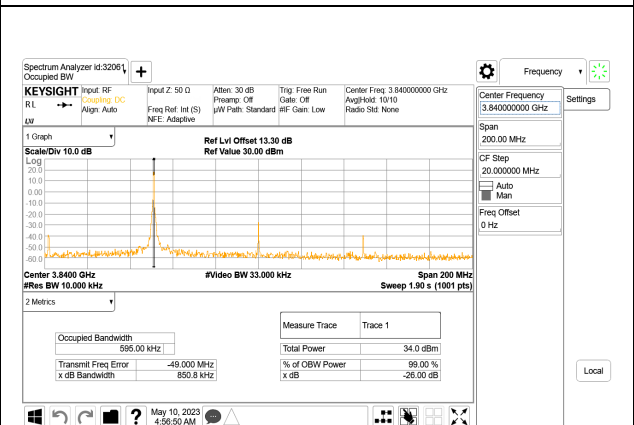 Spectrum Analyzer id:32061
Occupied BW
KEYSIGHT
RL
LXI
Input: RF
Coupling: DC
Align: Auto
Input Z: 50 Ω
Freq Ref: Int (S)
NFE: Adaptive
Atten: 30 dB
Preamp: Off
µW Path: Standard
Trig: Free Run
Gate: Off
#IF Gain: Low
Center Freq: 3.840000000 GHz
Avg|Hold: 10/10
Radio Std: None
1 Graph
Scale/Div 10.0 dB
Ref Lvl Offset 13.30 dB
Ref Value 30.00 dBm
Log
20.0
10.0
0.00
-10.0
-20.0
-30.0
-40.0
-50.0
-60.0
Center 3.8400 GHz
#Video BW 33.000 kHz
Span 200 MHz
#Res BW 10.000 kHz
Sweep 1.90 s (1001 pts)
2 Metrics
Occupied Bandwidth
595.00 kHz
Transmit Freq Error -49.000 MHz
x dB Bandwidth 850.8 kHz
Measure Trace Trace 1
Total Power 34.0 dBm
% of OBW Power 99.00 %
x dB -26.00 dB
May 10, 2023
4:56:50 AM
?
Frequency
Center Frequency
3.840000000 GHz
Settings
Span
200.00 MHz
CF Step
20.000000 MHz
Auto
Man
Freq Offset
0 Hz
Local